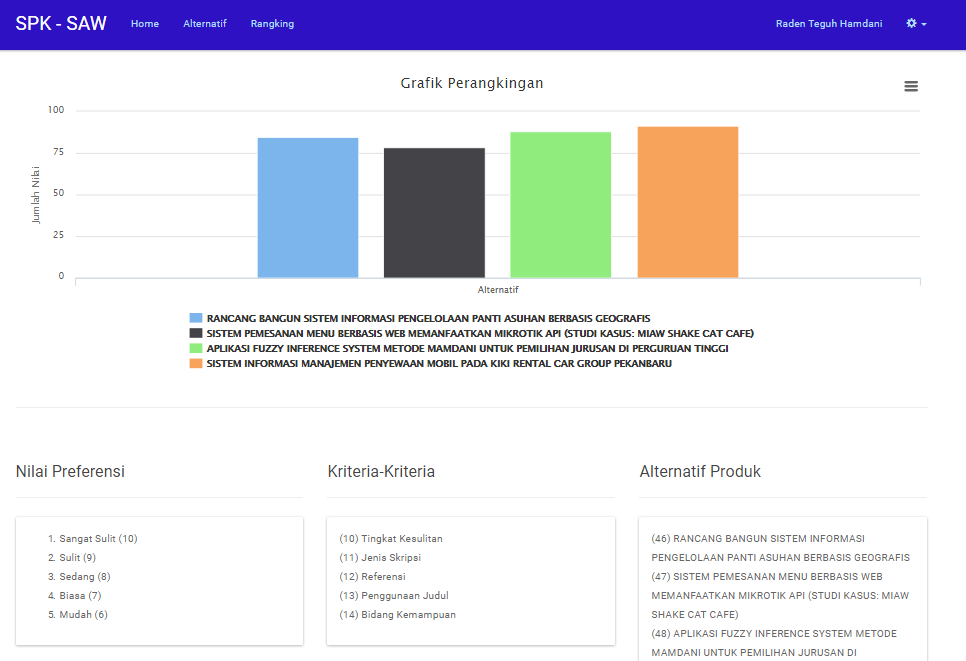 SPK - SAW Home Alternatif Rangking Raden Teguh Hamdani
Grafik Perangkingan
Jumlah Nilai
100
75
50
25
0
Alternatif
RANCANG BANGUN SISTEM INFORMASI PENGELOLAAN PANTI ASUHAN BERBASIS GEOGRAFIS
SISTEM PEMESANAN MENU BERBASIS WEB MEMANFAATKAN MIKROTIK API (STUDI KASUS: MIAW SHAKE CAT CAFE)
APLIKASI FUZZY INFERENCE SYSTEM METODE MAMDANI UNTUK PEMILIHAN JURUSAN DI PERGURUAN TINGGI
SISTEM INFORMASI MANAJEMEN PENYEWAAN MOBIL PADA KIKI RENTAL CAR GROUP PEKANBARU
Nilai Preferensi
1. Sangat Sulit (10)
2. Sulit (9)
3. Sedang (8)
4. Biasa (7)
5. Mudah (6)
Kriteria-Kriteria
(10) Tingkat Kesulitan
(11) Jenis Skripsi
(12) Referensi
(13) Penggunaan Judul
(14) Bidang Kemampuan
Alternatif Produk
(46) RANCANG BANGUN SISTEM INFORMASI
PENGELOLAAN PANTI ASUHAN BERBASIS GEOGRAFIS
(47) SISTEM PEMESANAN MENU BERBASIS WEB
MEMANFAATKAN MIKROTIK API (STUDI KASUS: MIAW
SHAKE CAT CAFE)
(48) APLIKASI FUZZY INFERENCE SYSTEM METODE
MAMDANI UNTUK PEMILIHAN JURUSAN DI